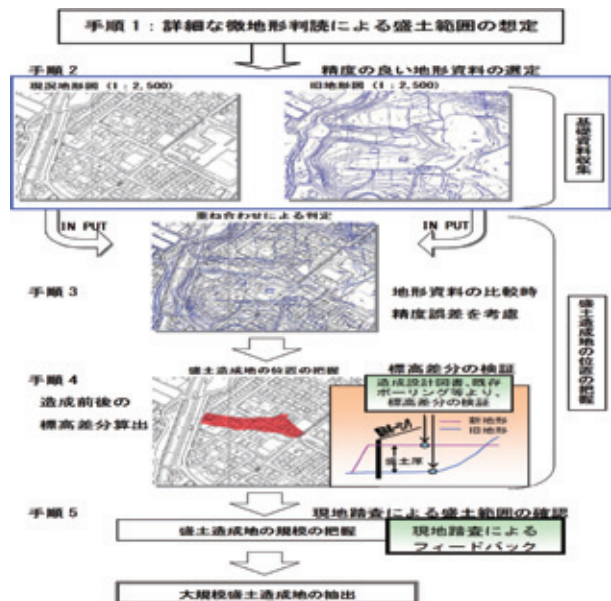 手順1：詳細な微地形判読による盛土範囲の想定
手順2
精度の良い地形資料の選定
現況地形図（1：2,500）
旧地形図（1：2,500）
基礎資料収集
IN PUT
IN PUT
重ね合わせによる判定
手順3
地形資料の比較時
精度誤差を考慮
盛土造成地の位置の把握
盛土造成地の位置の把握
標高差分の検証
手順4
造成前後の
標高差分算出
造成設計図書、既存
ボーリング等より、
標高差分の検証
新地形
旧地形
盛土厚
手順5
現地踏査による盛土範囲の確認
盛土造成地の規模の把握
現地踏査による
フィードバック
大規模盛土造成地の抽出